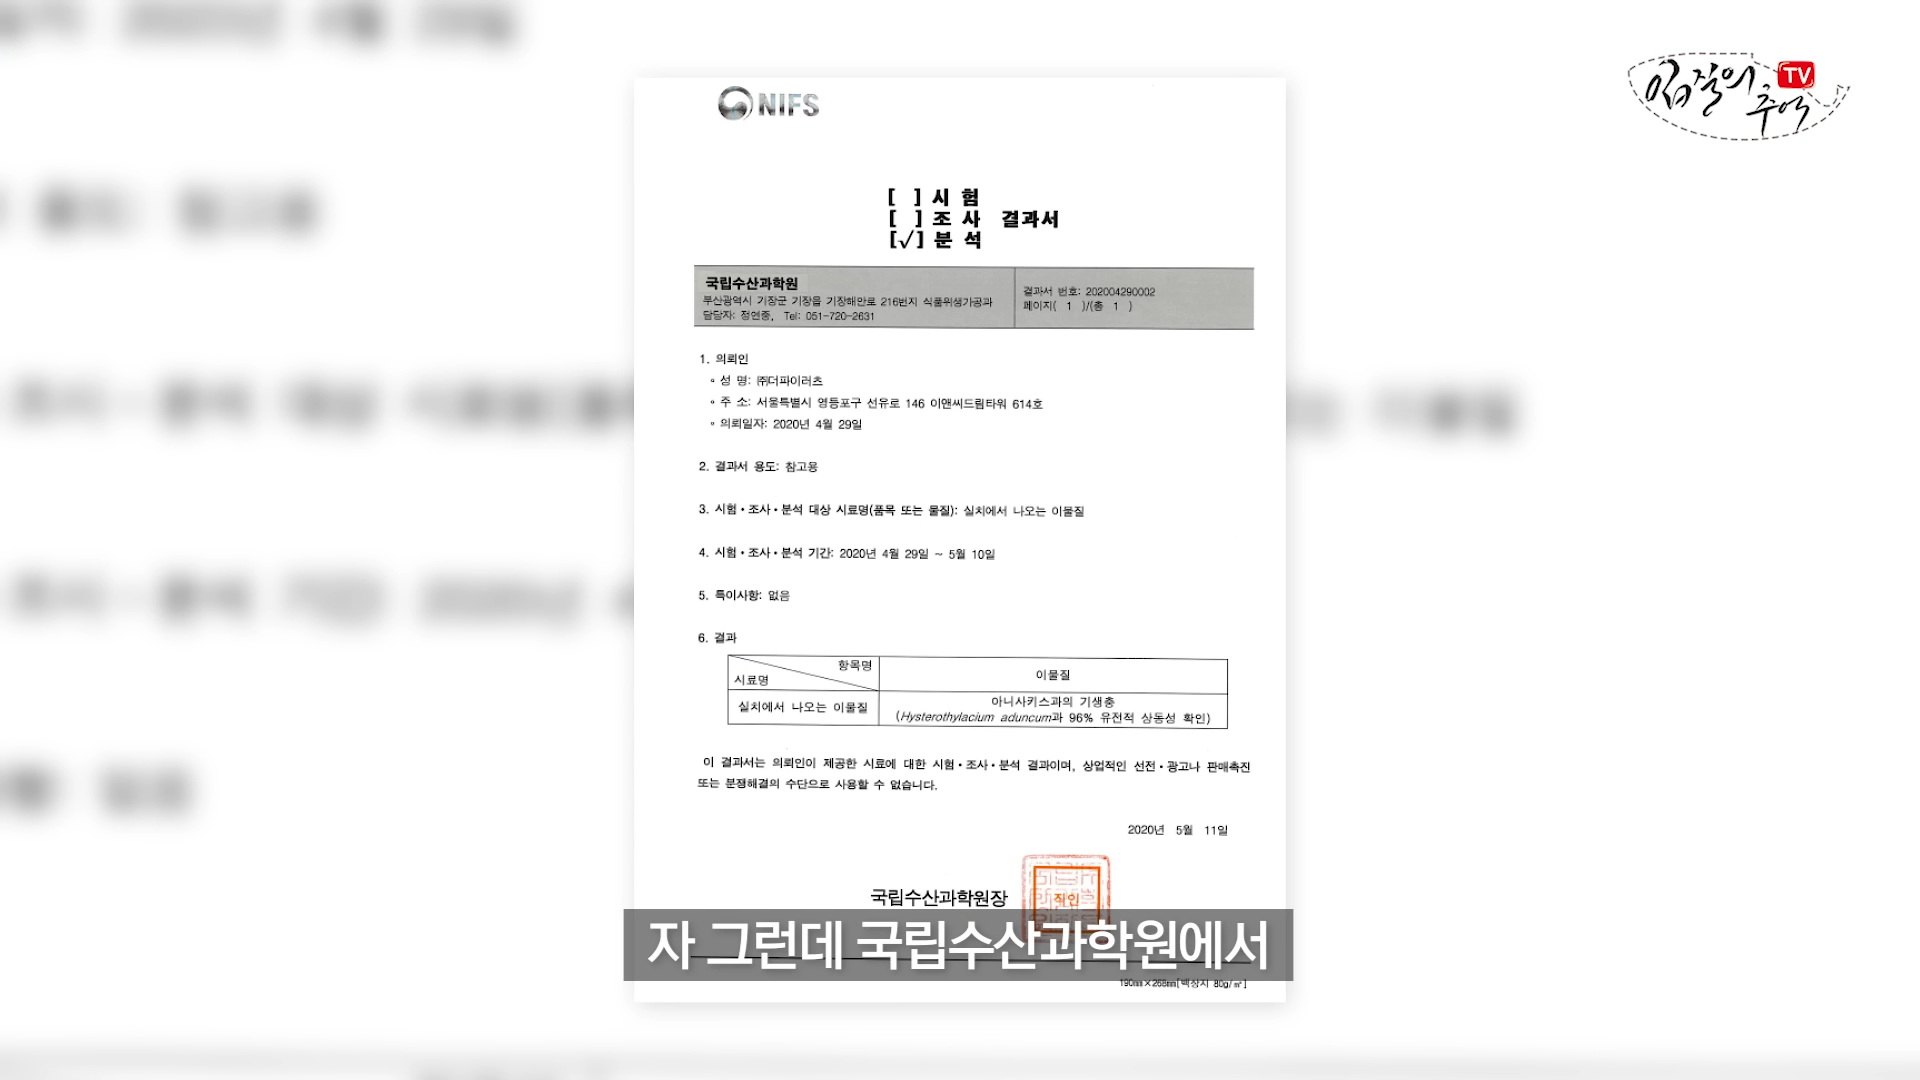 입질의 추억 TV
NIFS
[ ] 시 험
[ ] 조 사 결과서
[√] 분 석
국립수산과학원
부산광역시 기장군 기장읍 기장해안로 216번지 식품위생가공과
담당자: 정연중, Tel: 051-720-2631
결과서 번호: 202004290002
페이지( 1 )/(총 1 )
1. 의뢰인
∘ 성 명: ㈜더파이러츠
∘ 주 소: 서울특별시 영등포구 선유로 146 이앤씨드림타워 614호
∘ 의뢰일자: 2020년 4월 29일
2. 결과서 용도: 참고용
3. 시험•조사•분석 대상 시료명(품목 또는 물질): 실치에서 나오는 이물질
4. 시험•조사•분석 기간: 2020년 4월 29일 ~ 5월 10일
5. 특이사항: 없음
6. 결과
항목명
시료명
이물질
실치에서 나오는 이물질
아니사키스과의 기생충
(Hysterothylacium aduncum과 96% 유전적 상동성 확인)
이 결과서는 의뢰인이 제공한 시료에 대한 시험•조사•분석 결과이며, 상업적인 선전•광고나 판매촉진
또는 분쟁해결의 수단으로 사용할 수 없습니다.
2020년 5월 11일
국립수산과학원장
직인
자 그런데 국립수산과학원에서
190㎜×268㎜[백상지 80g/㎡]